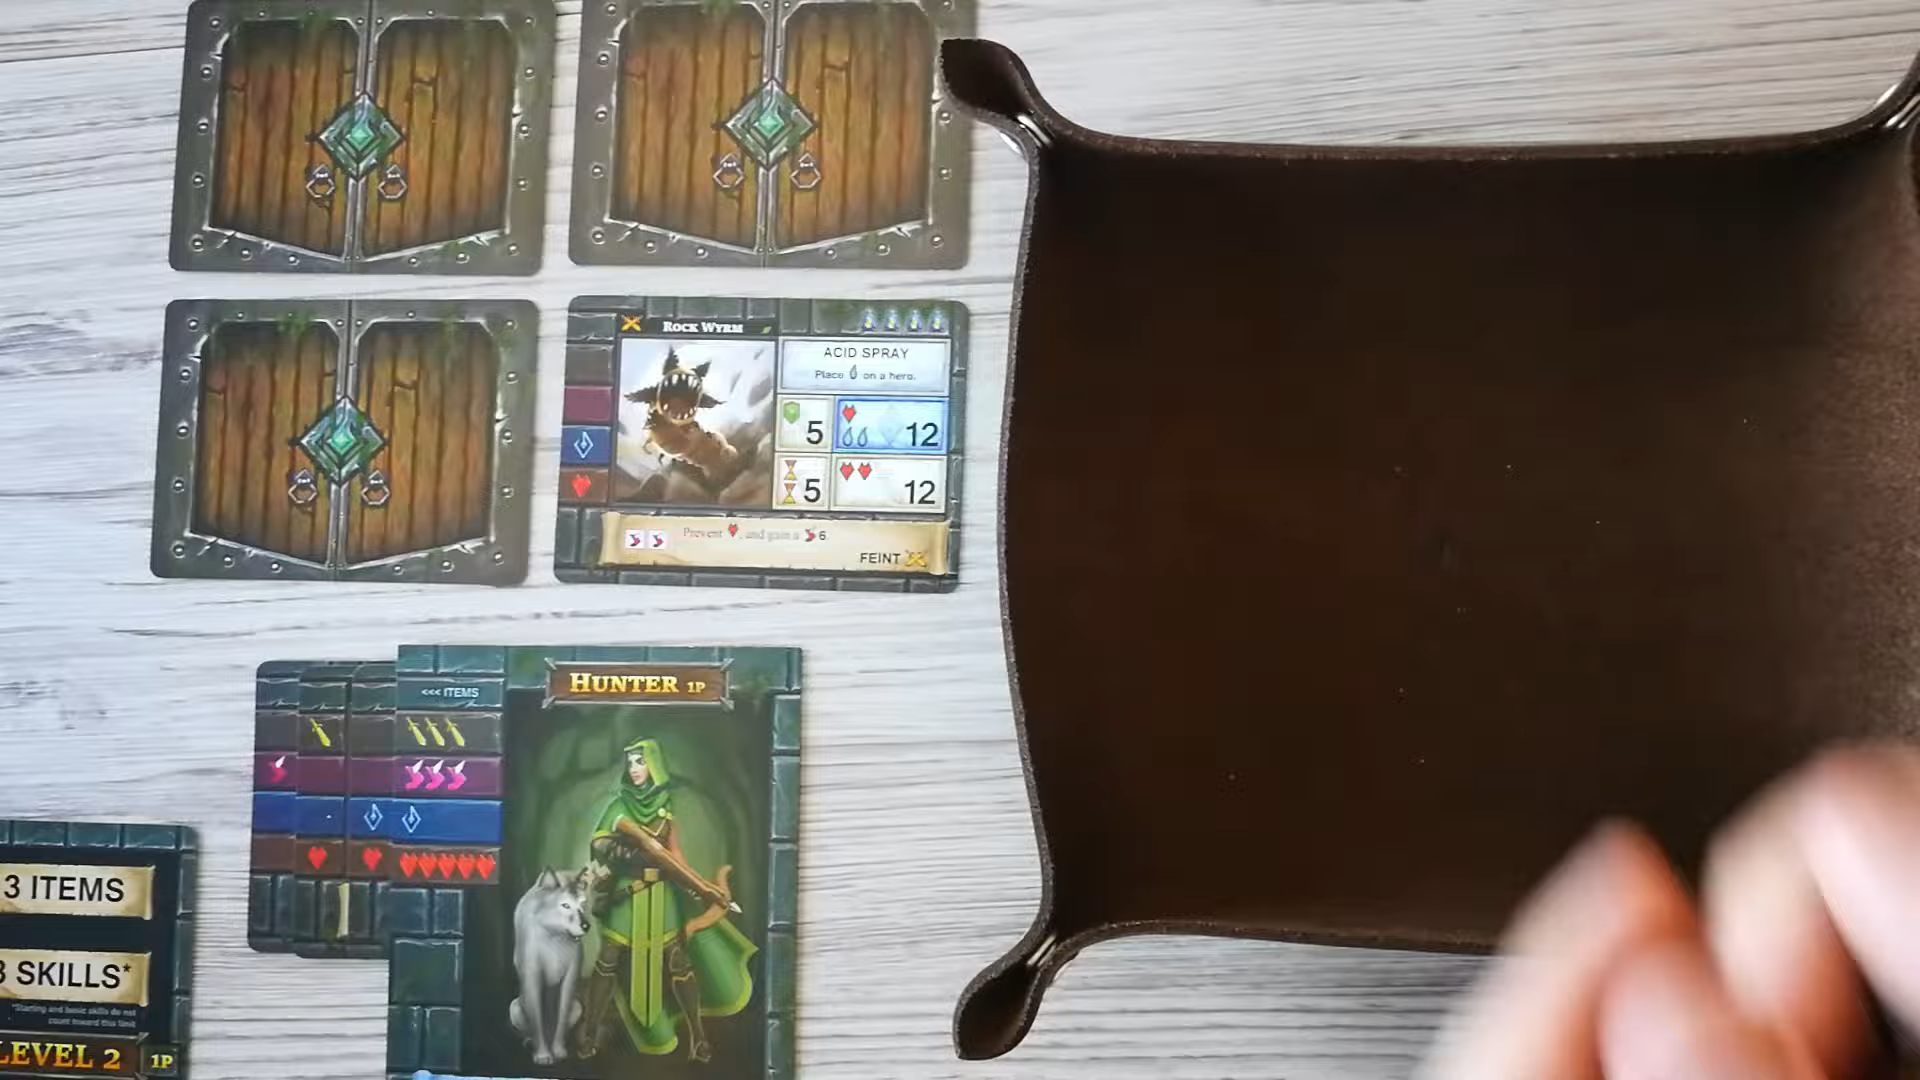 ROCK WYRM
ACID SPRAY
Place on a hero.
5
12
5
12
Prevent , and gain a 6.
FEINT
<<< ITEMS
HUNTER 1P
3 ITEMS
3 SKILLS*
*Starting and basic skills do not
count toward this limit
LEVEL 2 1P